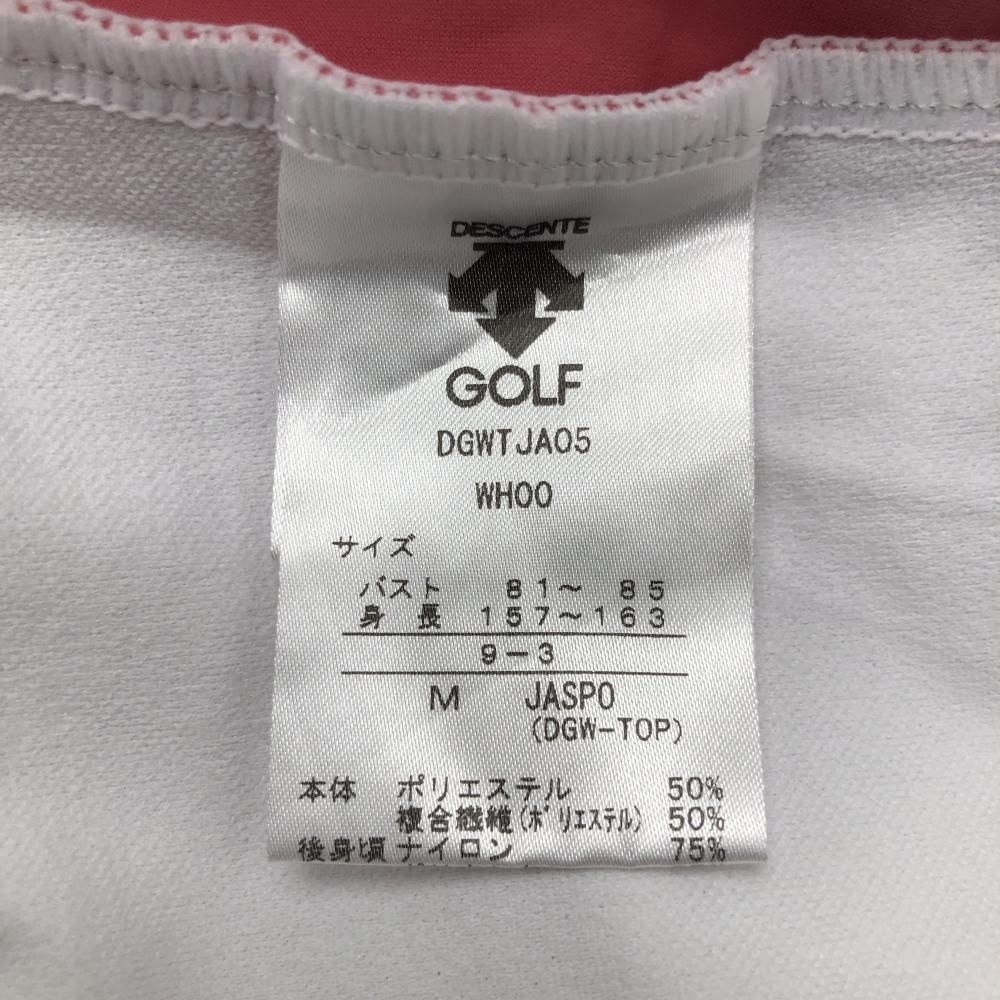 DESCENTE
GOLF
DGWTJA05
WH00
サイズ
バスト 81～ 85
身 長 157～163
9－3
M JASPO
(DGW-TOP)
本体 ポリエステル 50%
複合繊維(ポリエステル) 50%
後身頃 ナイロン 75%